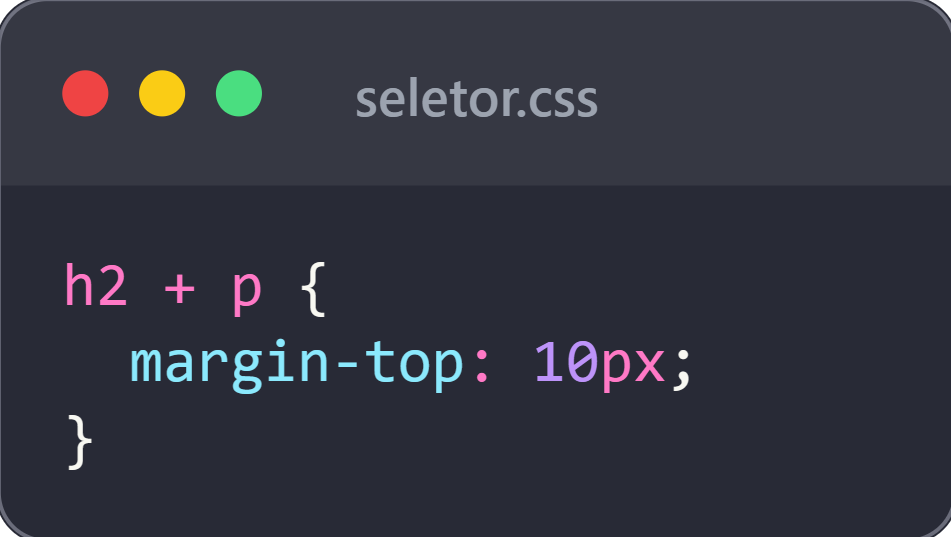 seletor.css
h2 + p {
  margin-top: 10px;
}